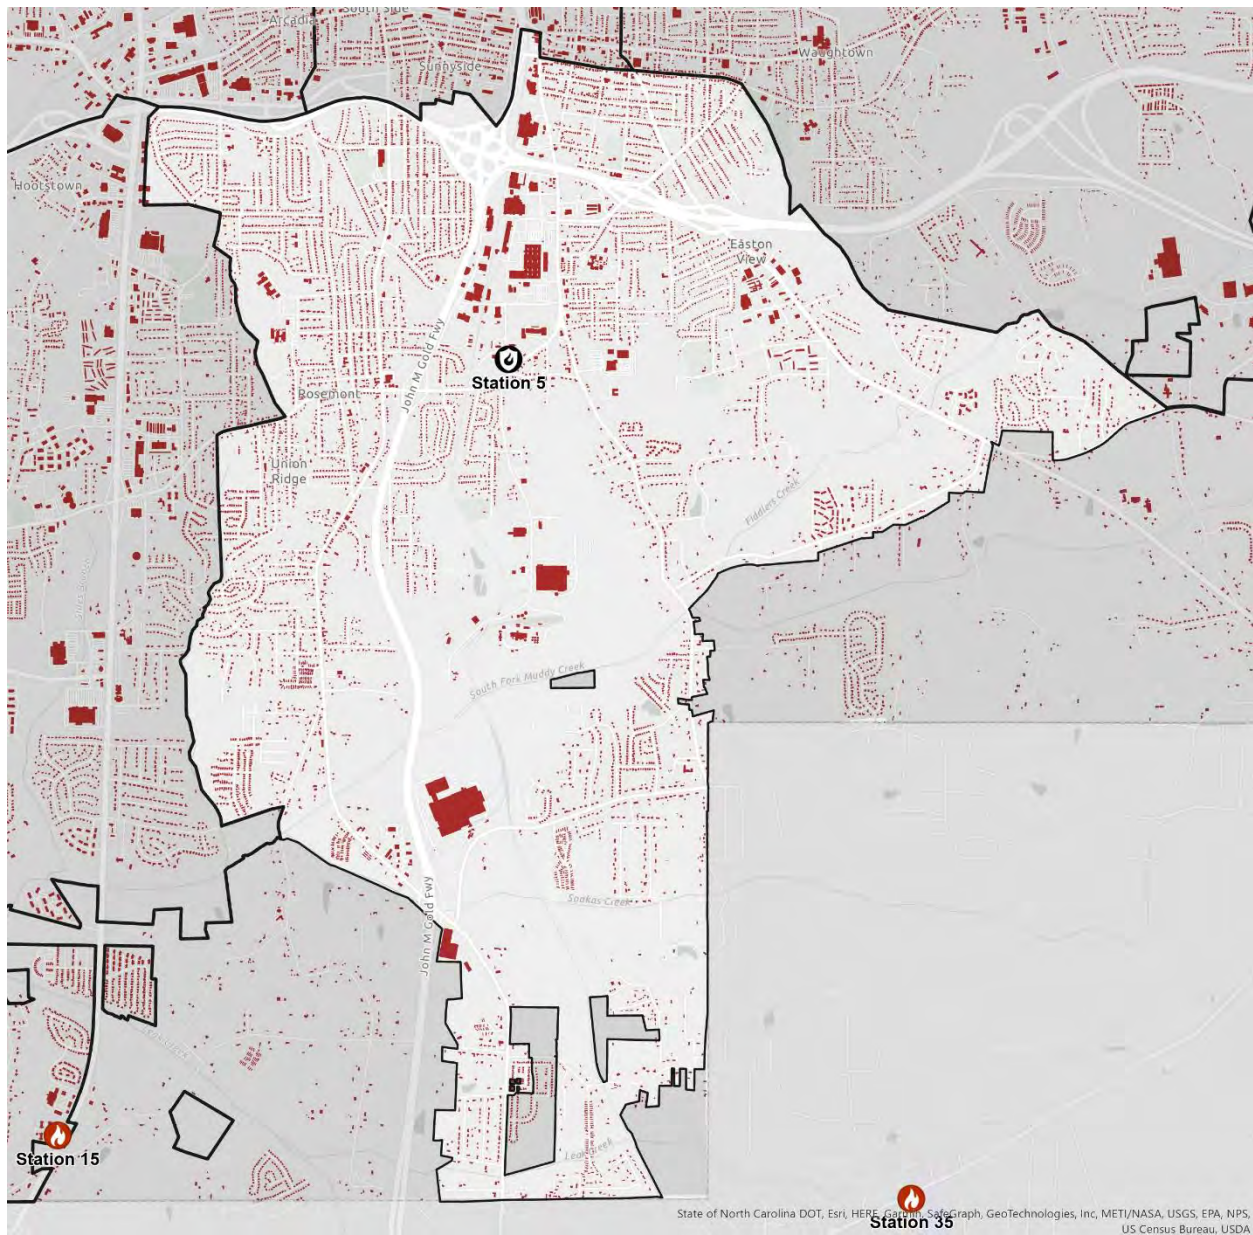 South Side
Arcadia
Waughtown
Sunnyside
Hootstown
Easton
View
John M Gold Fwy
Station 5
Rosemont
Union
Ridge
Fiddlers Creek
South Fork Muddy Creek
Soakas Creek
John M Gold Fwy
Leak Creek
Station 15
Station 35
State of North Carolina DOT, Esri, HERE, Garmin, SafeGraph, GeoTechnologies, Inc, METI/NASA, USGS, EPA, NPS,
US Census Bureau, USDA